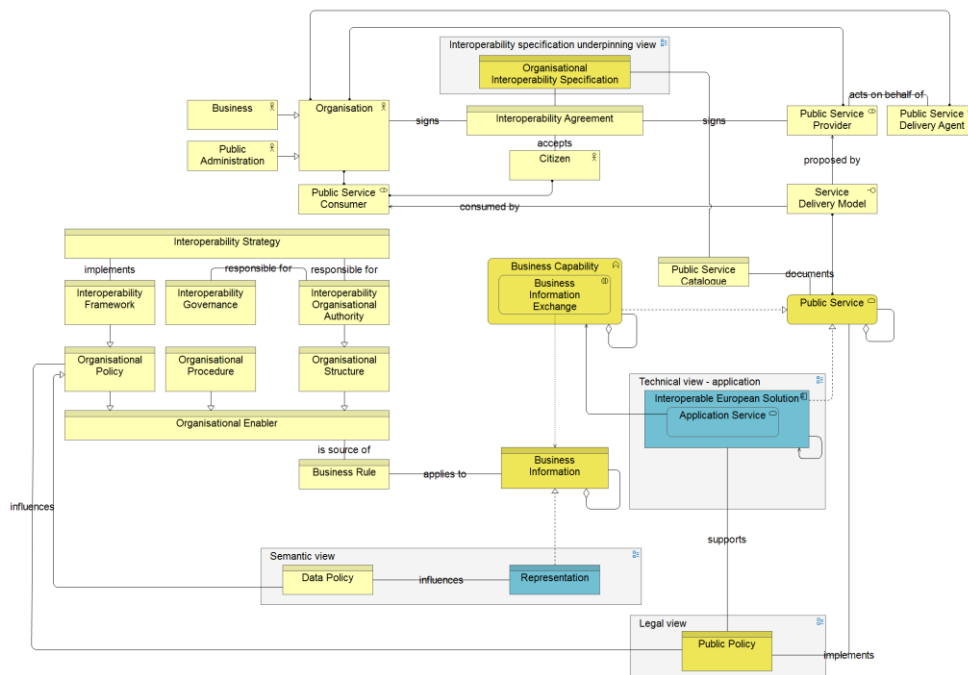 Interoperability specification underpinning view
Organisational
Interoperability Specification
Business
Organisation
Interoperability Agreement
signs
signs
acts on behalf of
Public Service
Provider
Public Service
Delivery Agent
Public
Administration
accepts
Citizen
proposed by
Public Service
Consumer
consumed by
Service
Delivery Model
Interoperability Strategy
implements
responsible for
responsible for
Interoperability
Framework
Interoperability
Governance
Interoperability
Organisational
Authority
Business Capability
Business
Information
Exchange
Public Service
Catalogue
documents
Public Service
Organisational
Policy
Organisational
Procedure
Organisational
Structure
Technical view - application
Interoperable European Solution
Application Service
Organisational Enabler
is source of
Business Rule
applies to
Business
Information
influences
supports
Semantic view
Data Policy
influences
Representation
Legal view
Public Policy
implements